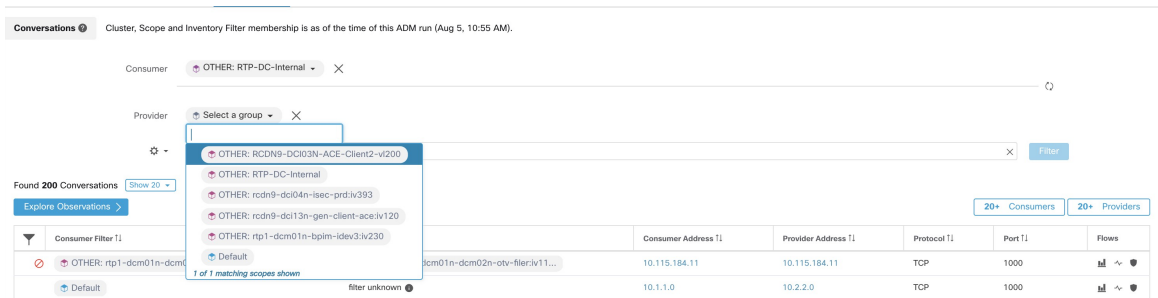 Conversations Cluster, Scope and Inventory Filter membership is as of the time of this ADM run (Aug 5, 10:55 AM).
Consumer OTHER: RTP-DC-Internal
Provider Select a group
Filter
OTHER: RCDN9-DCI03N-ACE-Client2-vl200
OTHER: RTP-DC-Internal
OTHER: rcdn9-dci04n-isec-prd:iv393
OTHER: rcdn9-dci13n-gen-client-ace:iv120
OTHER: rtp1-dcm01n-bpim-idev3:iv230
Default
1 of 1 matching scopes shown
Found 200 Conversations Show 20
Explore Observations 20+ Consumers 20+ Providers
Consumer Filter Consumer Address Provider Address Protocol Port Flows
OTHER: rtp1-dcm01n-dcm0 lcm01n-dcm02n-otv-filer:iv11... 10.115.184.11 10.115.184.11 TCP 1000
Default filter unknown 10.1.1.0 10.2.2.0 TCP 1000